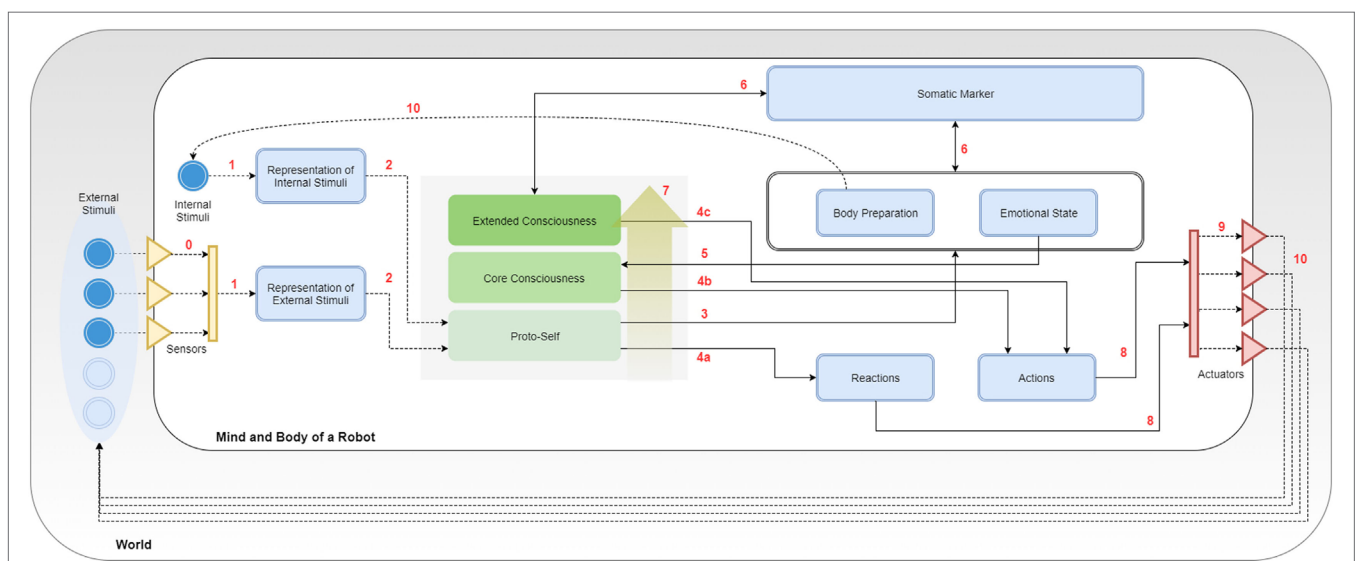 6
Somatic Marker
10
6
1
Representation of
Internal Stimuli
2
Internal
Stimuli
External
Stimuli
7
Extended Consciousness
4c
Body Preparation
Emotional State
0
5
9
10
Core Consciousness
4b
1
Representation of
External Stimuli
2
Proto-Self
3
Sensors
4a
8
Reactions
Actions
Actuators
8
Mind and Body of a Robot
World